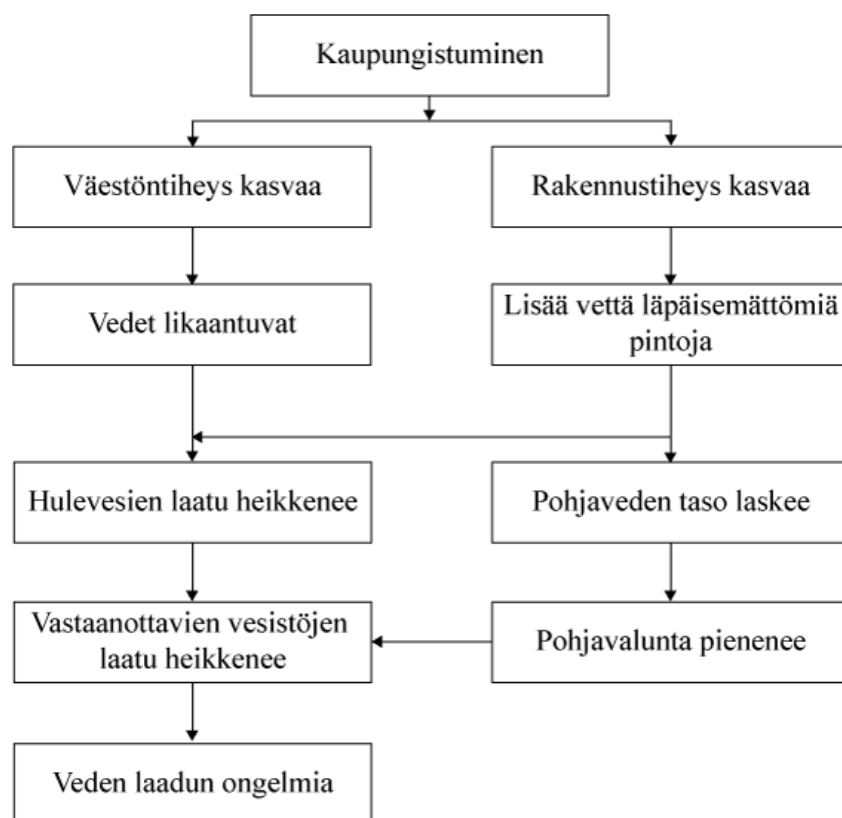 Kaupungistuminen
Väestöntiheys kasvaa
Rakennustiheys kasvaa
Vedet likaantuvat
Lisää vettä läpäisemättömiä
pintoja
Hulevesien laatu heikkenee
Pohjaveden taso laskee
Vastaanottavien vesistöjen
laatu heikkenee
Pohjavalunta pienenee
Veden laadun ongelmia